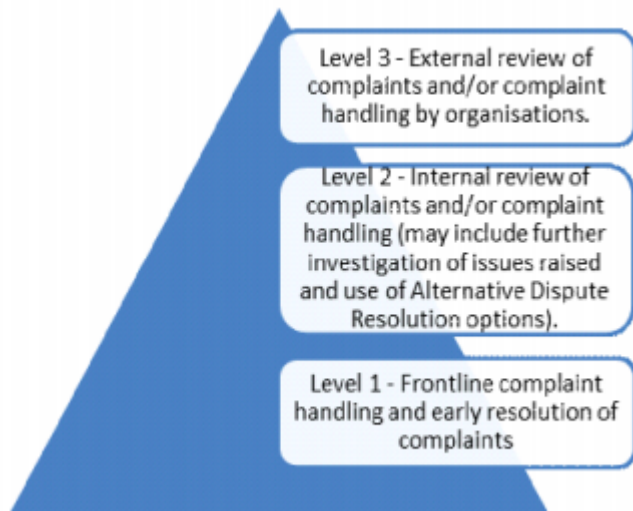 Level 3 - External review of
complaints and/or complaint
handling by organisations.
Level 2 - Internal review of
complaints and/or complaint
handling (may include further
investigation of issues raised
and use of Alternative Dispute
Resolution options).
Level 1 - Frontline complaint
handling and early resolution of
complaints